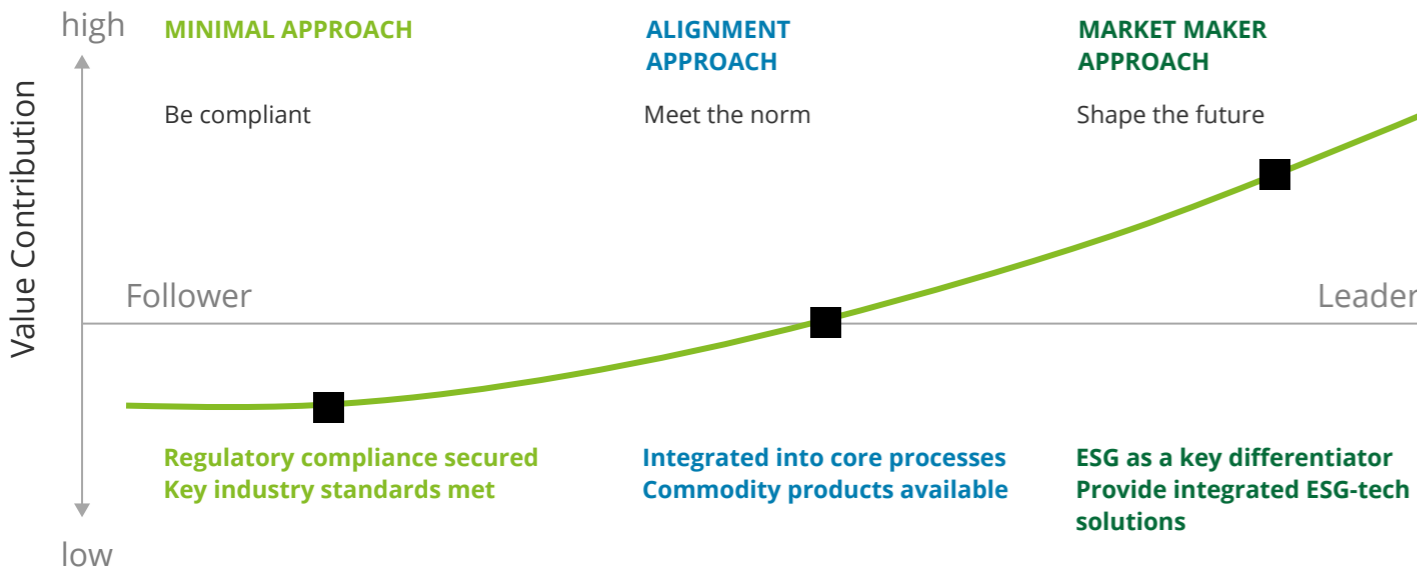 high
MINIMAL APPROACH
ALIGNMENT
APPROACH
MARKET MAKER
APPROACH
Be compliant
Meet the norm
Shape the future
Value Contribution
Follower
Leader
Regulatory compliance secured
Key industry standards met
Integrated into core processes
Commodity products available
ESG as a key differentiator
Provide integrated ESG-tech
solutions
low